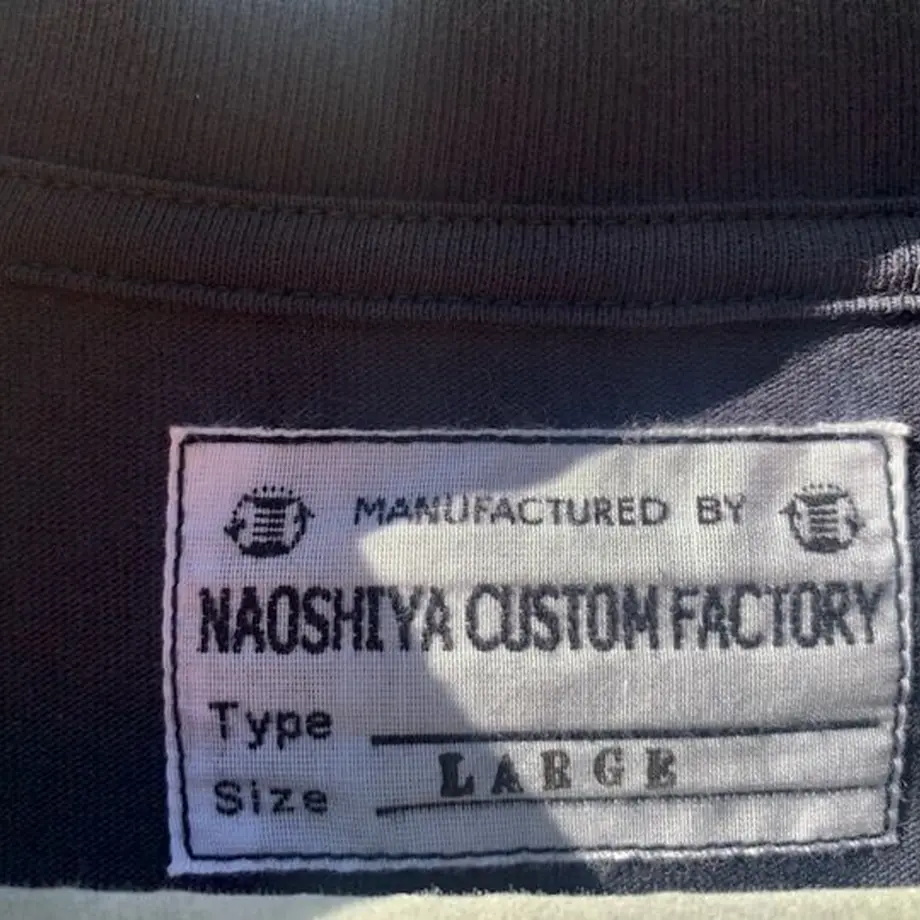 MANUFACTURED BY
NAOSHIYA CUSTOM FACTORY
Type
Size LARGE